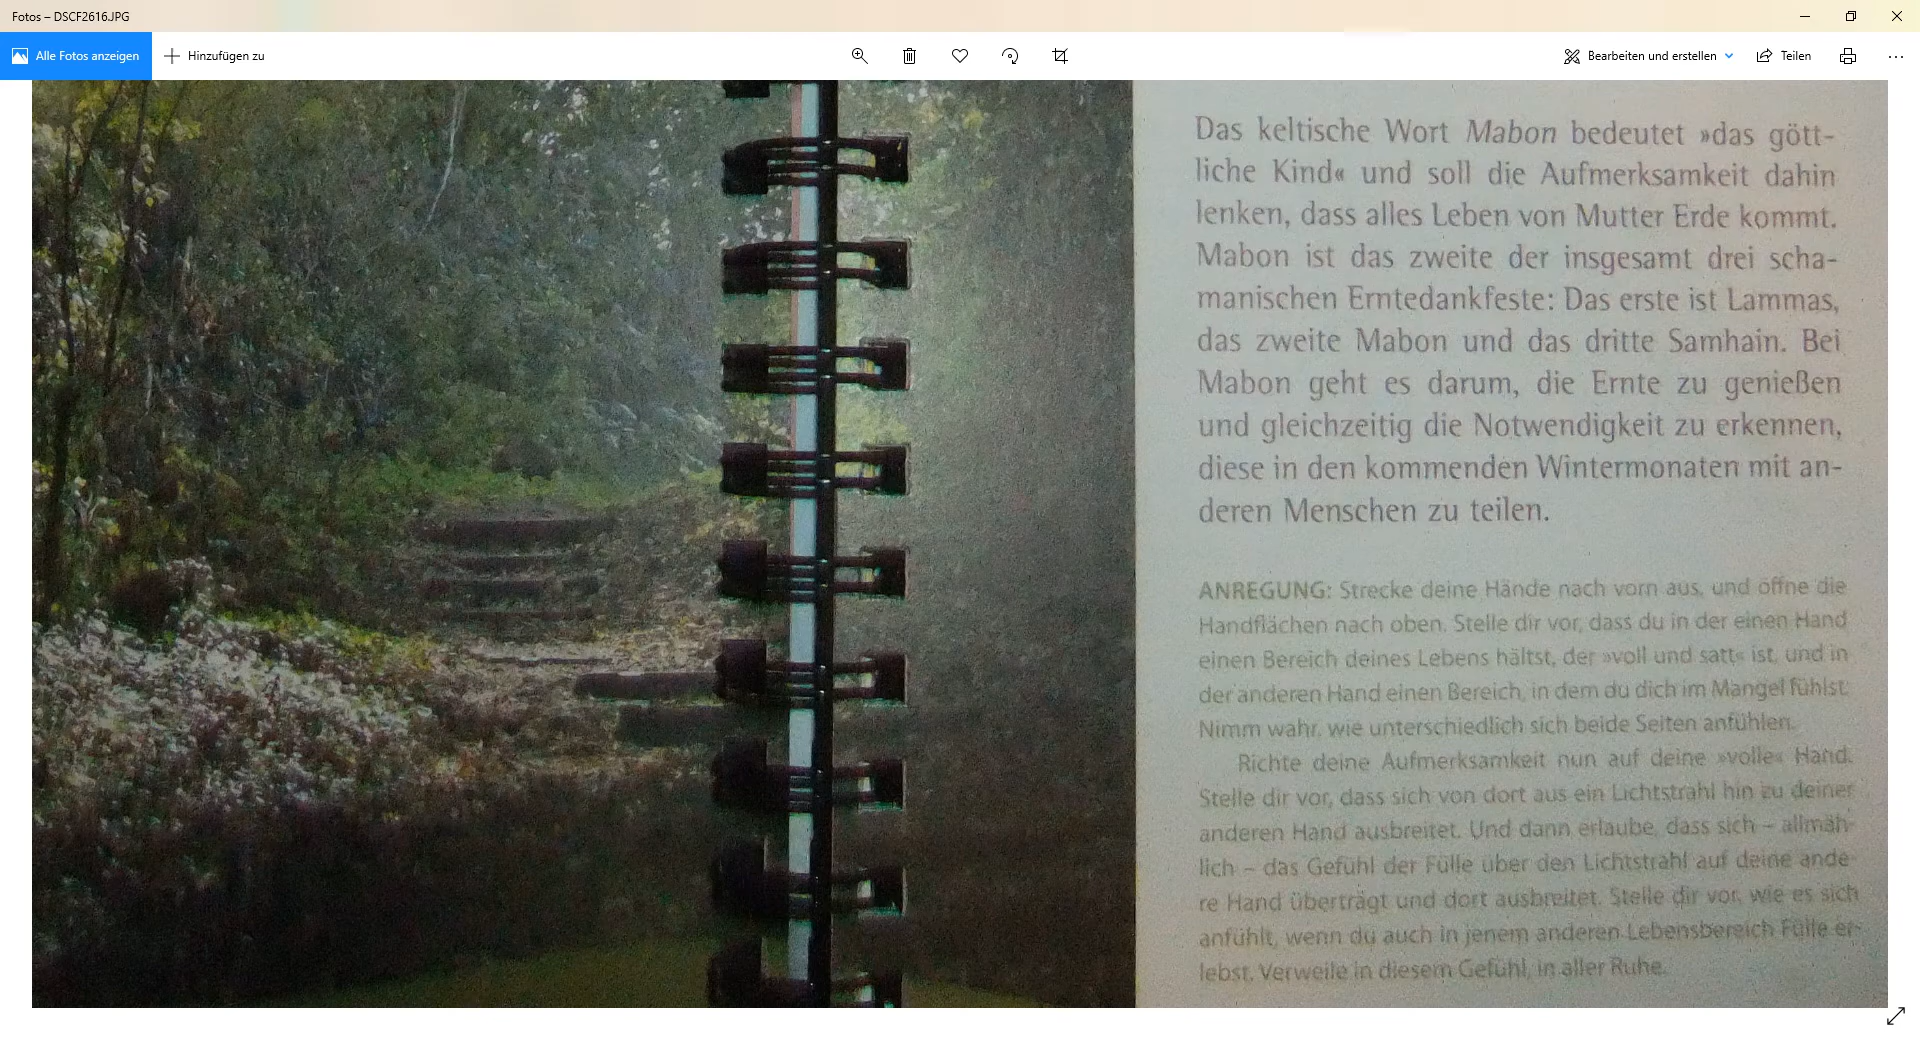 Fotos – DSCF2616.JPG
Alle Fotos anzeigen
Hinzufügen zu
Bearbeiten und erstellen
Teilen
Das keltische Wort Mabon bedeutet »das gött-
liche Kind« und soll die Aufmerksamkeit dahin
lenken, dass alles Leben von Mutter Erde kommt.
Mabon ist das zweite der insgesamt drei scha-
manischen Erntedankfeste: Das erste ist Lammas,
das zweite Mabon und das dritte Samhain. Bei
Mabon geht es darum, die Ernte zu genießen
und gleichzeitig die Notwendigkeit zu erkennen,
diese in den kommenden Wintermonaten mit an-
deren Menschen zu teilen.
ANREGUNG: Strecke deine Hände nach vorn aus, und öffne die
Handflächen nach oben. Stelle dir vor, dass du in der einen Hand
einen Bereich deines Lebens hältst, der »voll und satt« ist, und in
der anderen Hand einen Bereich, in dem du dich im Mangel fühlst.
Nimm wahr, wie unterschiedlich sich beide Seiten anfühlen.
Richte deine Aufmerksamkeit nun auf deine »volle« Hand.
Stelle dir vor, dass sich von dort aus ein Lichtstrahl hin zu deiner
anderen Hand ausbreitet. Und dann erlaube, dass sich – allmäh-
lich – das Gefühl der Fülle über den Lichtstrahl auf deine ande-
re Hand überträgt und dort ausbreitet. Stelle dir vor, wie es sich
anfühlt, wenn du auch in jenem anderen Lebensbereich Fülle er-
lebst. Verweile in diesem Gefühl, in aller Ruhe.